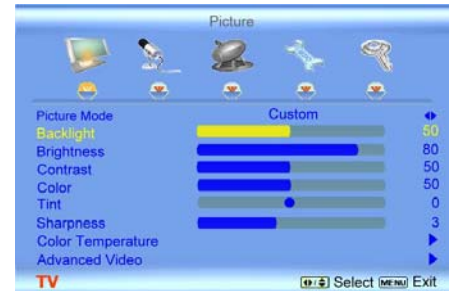 Picture
Picture Mode Custom
Backlight 50
Brightness 80
Contrast 50
Color 50
Tint 0
Sharpness 3
Color Temperature
Advanced Video
TV Select MENU Exit